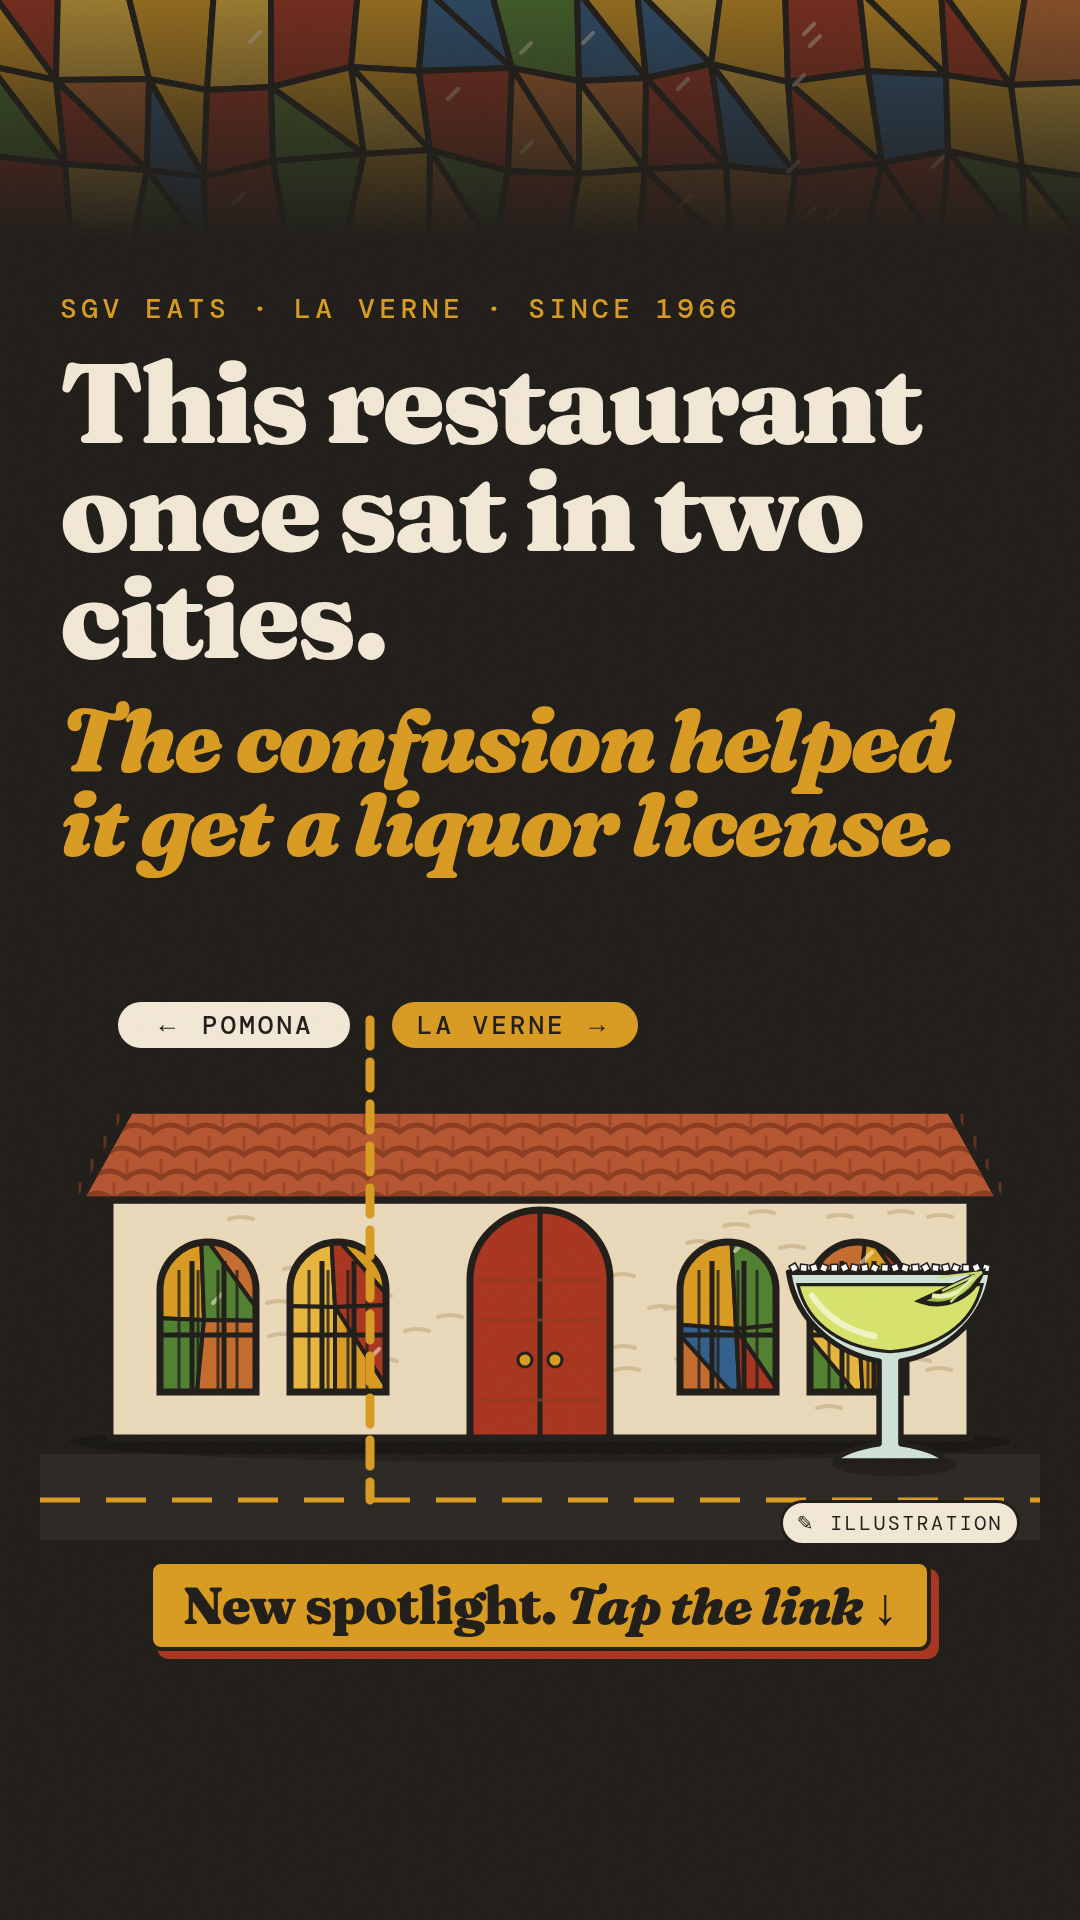 SGV EATS · LA VERNE · SINCE 1966
This restaurant
once sat in two
cities.
The confusion helped
it get a liquor license.
← POMONA
LA VERNE →
✎ ILLUSTRATION
New spotlight. Tap the link ↓